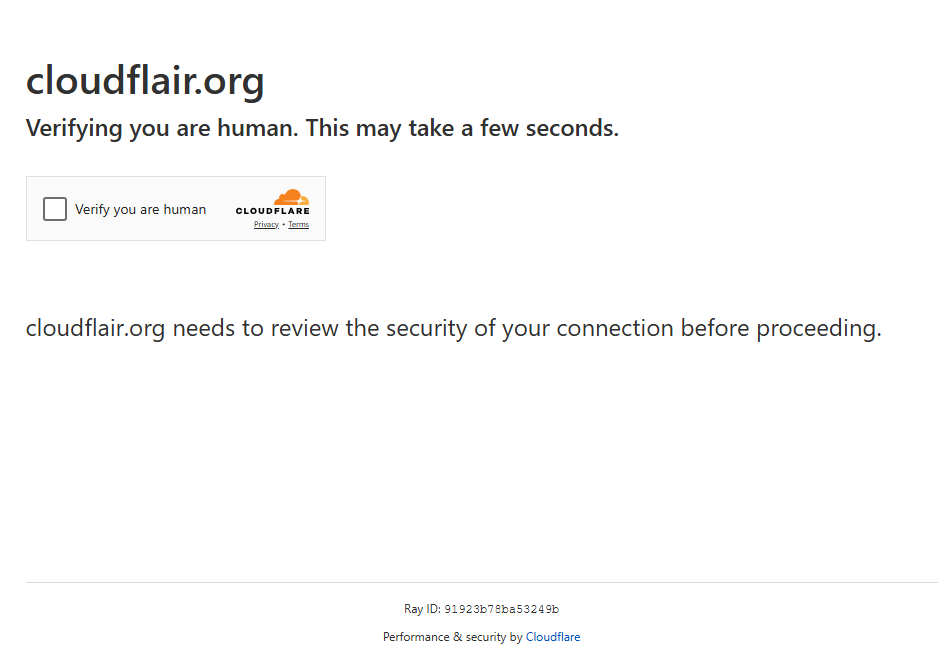 cloudflair.org
Verifying you are human. This may take a few seconds.
Verify you are human
CLOUDFLARE
Privacy • Terms
cloudflair.org needs to review the security of your connection before proceeding.
Ray ID: 91923b78ba53249b
Performance & security by Cloudflare